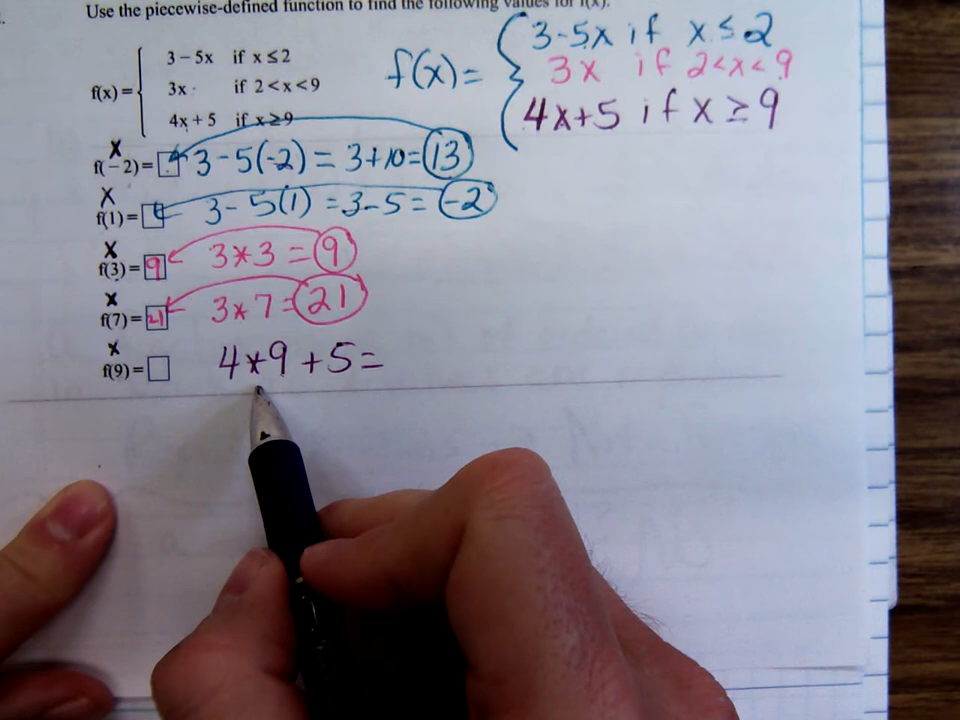 Use the piecewise-defined function to find the following values for f(x).
f(x) = { 3 - 5x if x ≤ 2
3x if 2 < x < 9
4x + 5 if x ≥ 9
f(x) = { 3-5x if x ≤ 2
3x if 2<x<9
4x+5 if x ≥ 9
x
f(-2) = 3-5(-2) = 3+10= 13
x
f(1) = 3-5(1) =3-5= -2
x
f(3) = 9 3*3 = 9
x
f(7) = 21 3*7= 21
x
f(9) = 4*9+5=